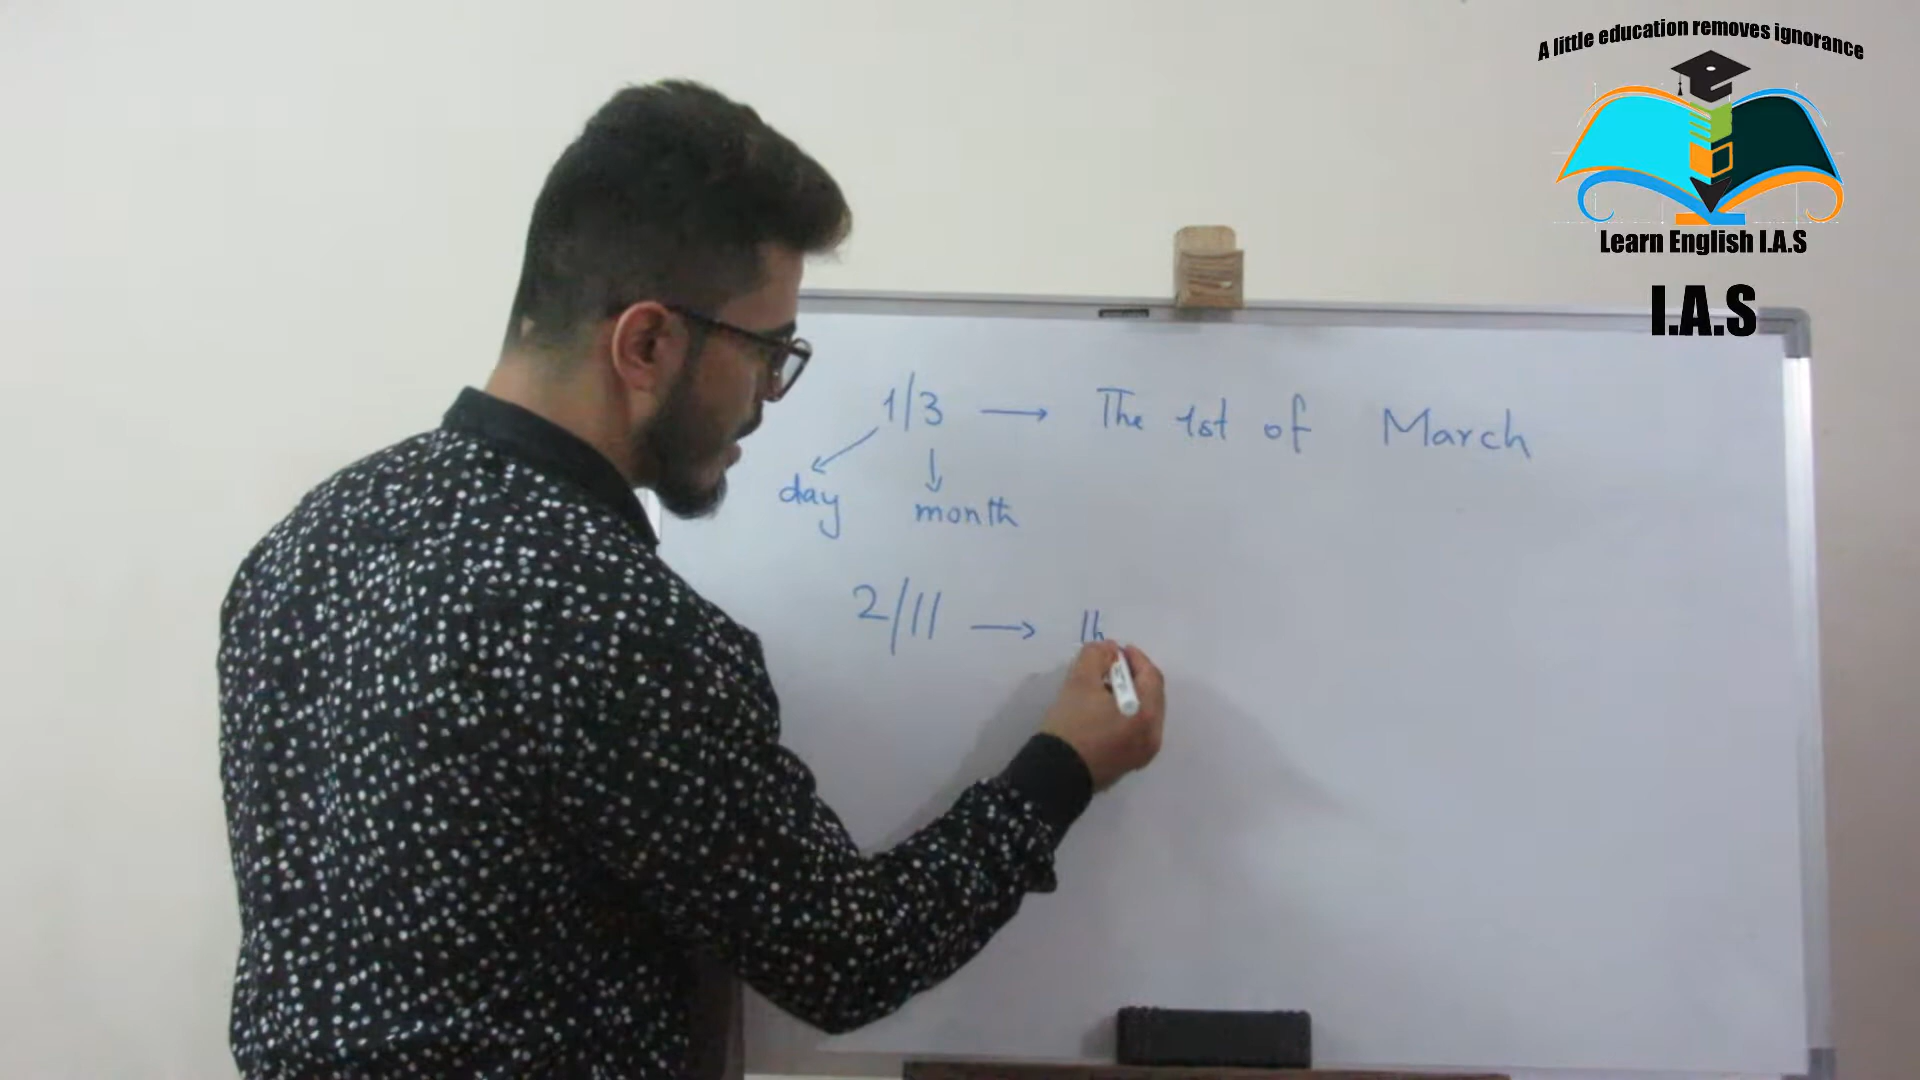 A little education removes ignorance
Learn English I.A.S
I.A.S
1/3 → The 1st of March
day month
2/11 → Th